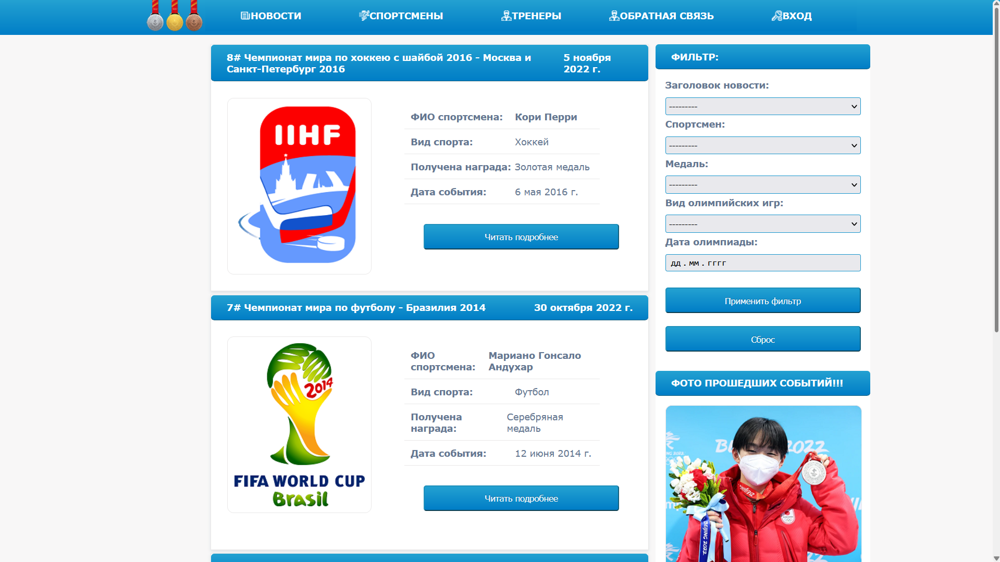 НОВОСТИ
СПОРТСМЕНЫ
ТРЕНЕРЫ
ОБРАТНАЯ СВЯЗЬ
ВХОД
8# Чемпионат мира по хоккею с шайбой 2016 - Москва и Санкт-Петербург 2016
5 ноября 2022 г.
IIHF
ФИО спортсмена: Кори Перри
Вид спорта: Хоккей
Получена награда: Золотая медаль
Дата события: 6 мая 2016 г.
Читать подробнее
7# Чемпионат мира по футболу - Бразилия 2014
30 октября 2022 г.
2014
FIFA WORLD CUP
Brasil
ФИО спортсмена: Мариано Гонсало Андухар
Вид спорта: Футбол
Получена награда: Серебряная медаль
Дата события: 12 июня 2014 г.
Читать подробнее
ФИЛЬТР:
Заголовок новости:
---------
Спортсмен:
---------
Медаль:
---------
Вид олимпийских игр:
---------
Дата олимпиады:
дд.мм.гггг
Применить фильтр
Сброс
ФОТО ПРОШЕДШИХ СОБЫТИЙ!!!
2022
BEIJING 2022